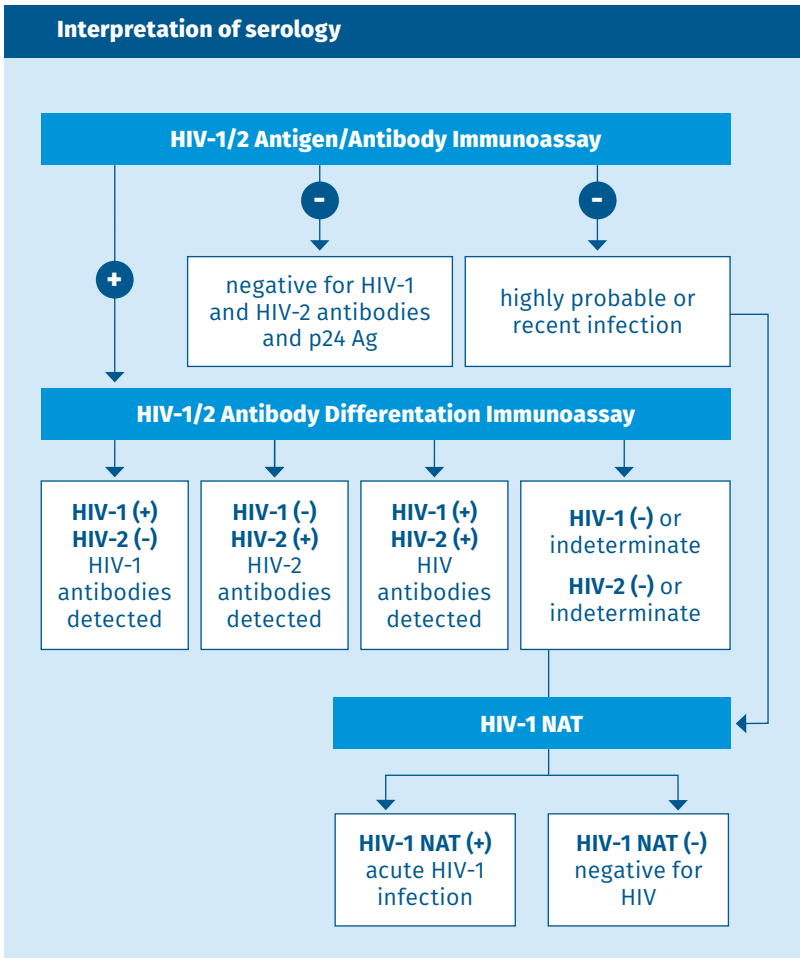 Interpretation of serology
HIV-1/2 Antigen/Antibody Immunoassay
-
-
+
negative for HIV-1
and HIV-2 antibodies
and p24 Ag
highly probable or
recent infection
HIV-1/2 Antibody Differentation Immunoassay
HIV-1 (+)
HIV-2 (-)
HIV-1
antibodies
detected
HIV-1 (-)
HIV-2 (+)
HIV-2
antibodies
detected
HIV-1 (+)
HIV-2 (+)
HIV
antibodies
detected
HIV-1 (-) or
indeterminate
HIV-2 (-) or
indeterminate
HIV-1 NAT
HIV-1 NAT (+)
acute HIV-1
infection
HIV-1 NAT (-)
negative for
HIV